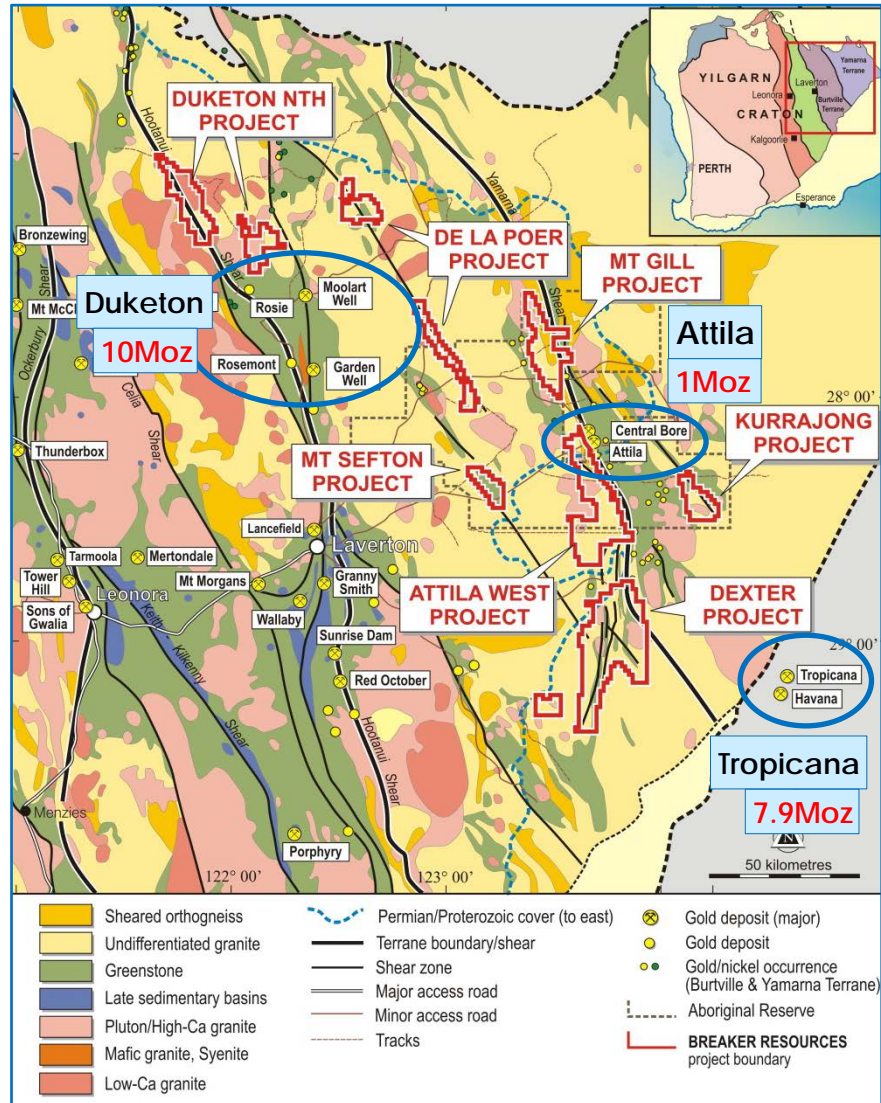 YILGARN
CRATON
Yamarna
Terrane
Laverton
Leonora
Burtville
Terrane
Kalgoorlie
PERTH
Esperance
DUKETON NTH
PROJECT
Hootanui
Shear
Yamarna
Shear
DE LA POER
PROJECT
MT GILL
PROJECT
Bronzewing
Shear
Duketon
10Moz
Moolart
Well
Rosie
Rosemont
Garden
Well
Attila
1Moz
28° 00'
Ockerbury
Celia
Shear
Central Bore
Attila
KURRAJONG
PROJECT
Thunderbox
MT SEFTON
PROJECT
Lancefield
Laverton
Tarmoola
Mertondale
Tower
Hill
Mt Morgans
Granny
Smith
Leonora
Sons of
Gwalia
Wallaby
ATTILA WEST
PROJECT
DEXTER
PROJECT
Keith
Kilkenny
Shear
Sunrise Dam
Red October
Hootanui
Shear
29° 00'
Tropicana
Havana
Tropicana
7.9Moz
N
50 kilometres
Menzies
Porphyry
122° 00'
123° 00'
Sheared orthogneiss
Undifferentiated granite
Greenstone
Late sedimentary basins
Pluton/High-Ca granite
Mafic granite, Syenite
Low-Ca granite
Permian/Proterozoic cover (to east)
Terrane boundary/shear
Shear zone
Major access road
Minor access road
Tracks
Gold deposit (major)
Gold deposit
Gold/nickel occurrence
(Burtville & Yamarna Terrane)
Aboriginal Reserve
BREAKER RESOURCES
project boundary